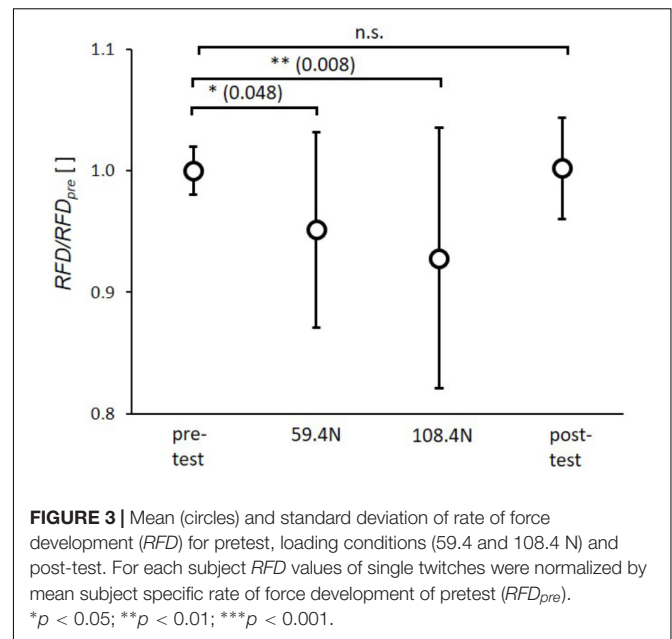 1.1
n.s.
** (0.008)
* (0.048)
1.0
RFD/RFDpre [ ]
0.9
0.8
pre-
test
59.4N
108.4N
post-
test
FIGURE 3 | Mean (circles) and standard deviation of rate of force
development (RFD) for pretest, loading conditions (59.4 and 108.4 N) and
post-test. For each subject RFD values of single twitches were normalized by
mean subject specific rate of force development of pretest (RFDpre).
*p < 0.05; **p < 0.01; ***p < 0.001.